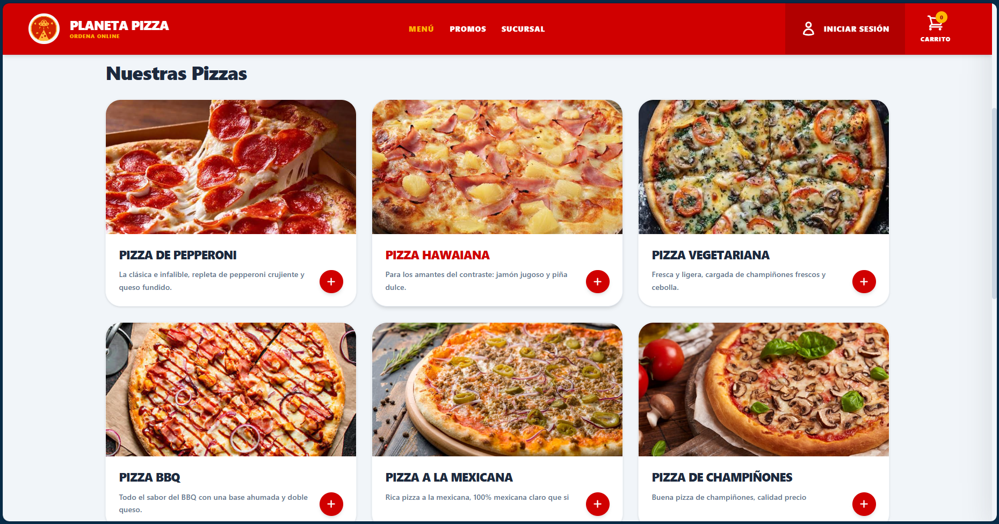 PLANETA PIZZA
ORDENA ONLINE
MENÚ
PROMOS
SUCURSAL
INICIAR SESIÓN
0
CARRITO
Nuestras Pizzas
PIZZA DE PEPPERONI
La clásica e infalible, repleta de pepperoni crujiente y
queso fundido.
PIZZA HAWAIANA
Para los amantes del contraste: jamón jugoso y piña
dulce.
PIZZA VEGETARIANA
Fresca y ligera, cargada de champiñones frescos y
cebolla.
PIZZA BBQ
Todo el sabor del BBQ con una base ahumada y doble
queso.
PIZZA A LA MEXICANA
Rica pizza a la mexicana, 100% mexicana claro que si
PIZZA DE CHAMPIÑONES
Buena pizza de champiñones, calidad precio